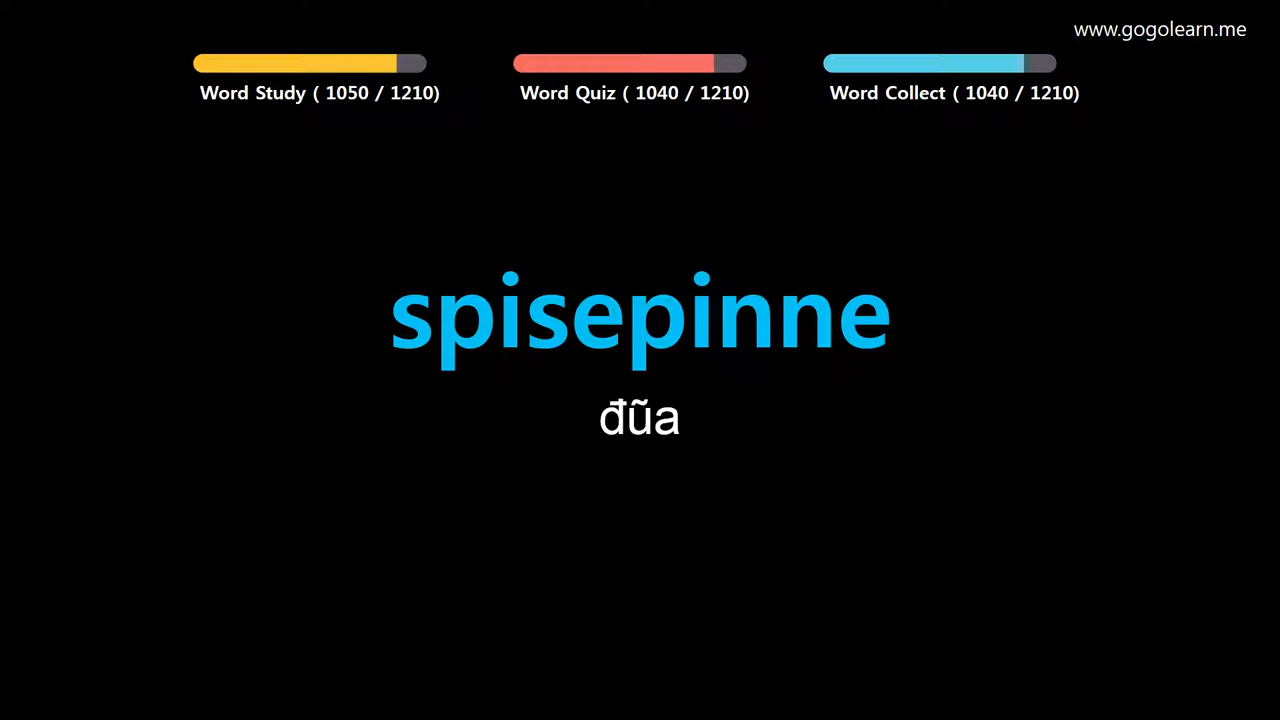 www.gogolearn.me
Word Study ( 1050 / 1210)
Word Quiz ( 1040 / 1210)
Word Collect ( 1040 / 1210)
spisepinne
đũa